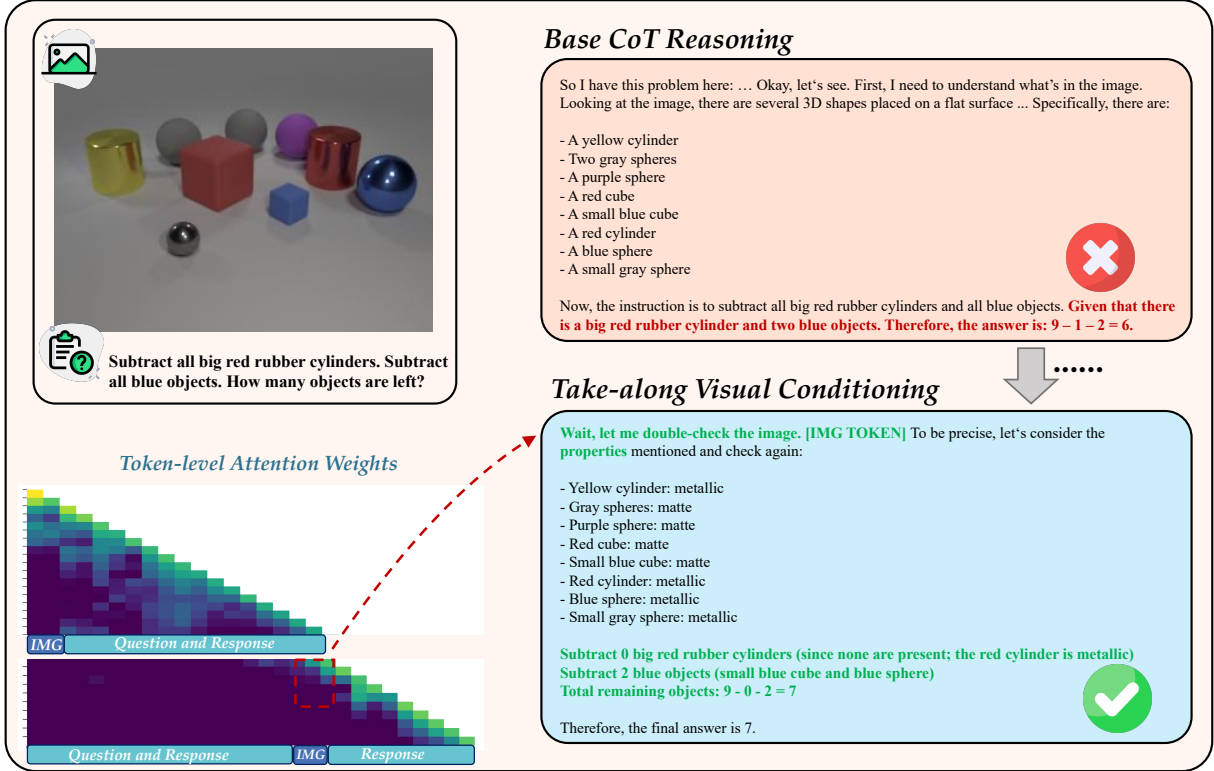 Base CoT Reasoning
So I have this problem here: … Okay, let‘s see. First, I need to understand what’s in the image.
Looking at the image, there are several 3D shapes placed on a flat surface ... Specifically, there are:
- A yellow cylinder
- Two gray spheres
- A purple sphere
- A red cube
- A small blue cube
- A red cylinder
- A blue sphere
- A small gray sphere
Now, the instruction is to subtract all big red rubber cylinders and all blue objects. Given that there
is a big red rubber cylinder and two blue objects. Therefore, the answer is: 9 – 1 – 2 = 6.
Subtract all big red rubber cylinders. Subtract
all blue objects. How many objects are left?
......
Take-along Visual Conditioning
Wait, let me double-check the image. [IMG TOKEN] To be precise, let‘s consider the
properties mentioned and check again:
- Yellow cylinder: metallic
- Gray spheres: matte
- Purple sphere: matte
- Red cube: matte
- Small blue cube: matte
- Red cylinder: metallic
- Blue sphere: metallic
- Small gray sphere: metallic
Subtract 0 big red rubber cylinders (since none are present; the red cylinder is metallic)
Subtract 2 blue objects (small blue cube and blue sphere)
Total remaining objects: 9 - 0 - 2 = 7
Therefore, the final answer is 7.
Token-level Attention Weights
IMG Question and Response
Question and Response IMG Response